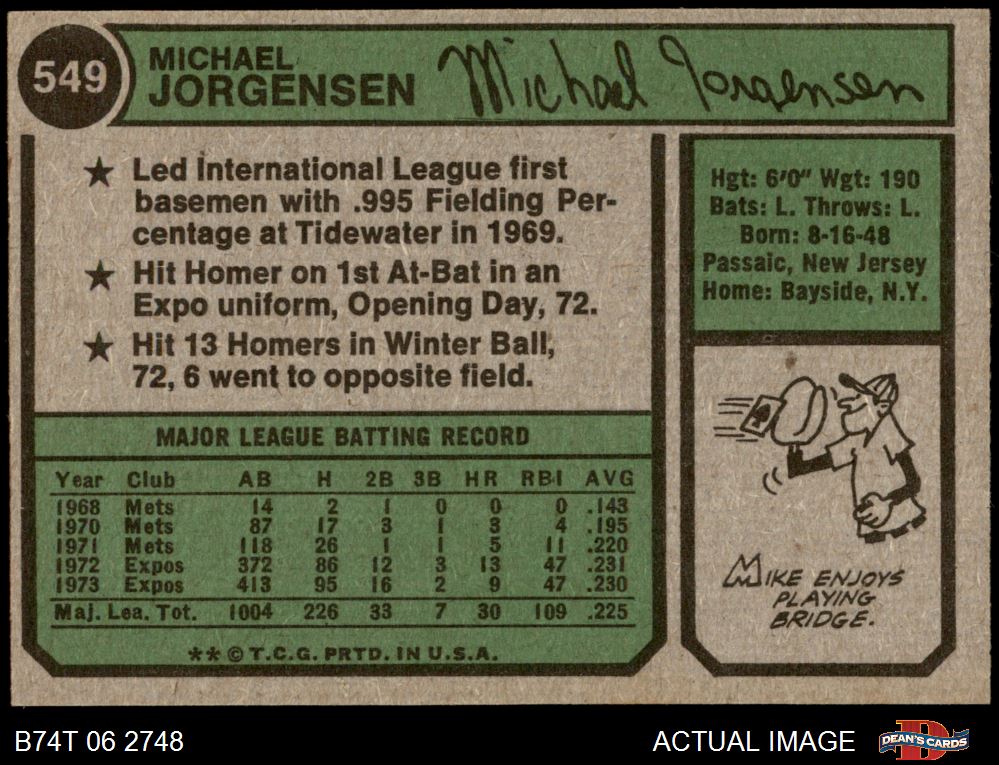 549
MICHAEL
JORGENSEN
Michael Jorgensen
★ Led International League first
basemen with .995 Fielding Per-
centage at Tidewater in 1969.
★ Hit Homer on 1st At-Bat in an
Expo uniform, Opening Day, 72.
★ Hit 13 Homers in Winter Ball,
72, 6 went to opposite field.
Hgt: 6'0" Wgt: 190
Bats: L. Throws: L.
Born: 8-16-48
Passaic, New Jersey
Home: Bayside, N.Y.
MAJOR LEAGUE BATTING RECORD
Year Club AB H 2B 3B HR RBI AVG
1968 Mets 14 2 1 0 0 0 .143
1970 Mets 87 17 3 1 3 4 .195
1971 Mets 118 26 1 1 5 11 .220
1972 Expos 372 86 12 3 13 47 .231
1973 Expos 413 95 16 2 9 47 .230
Maj. Lea. Tot. 1004 226 33 7 30 109 .225
** © T.C.G. PRTD. IN U.S.A.
MIKE ENJOYS
PLAYING
BRIDGE.
B74T 06 2748
ACTUAL IMAGE
DEAN'S CARDS